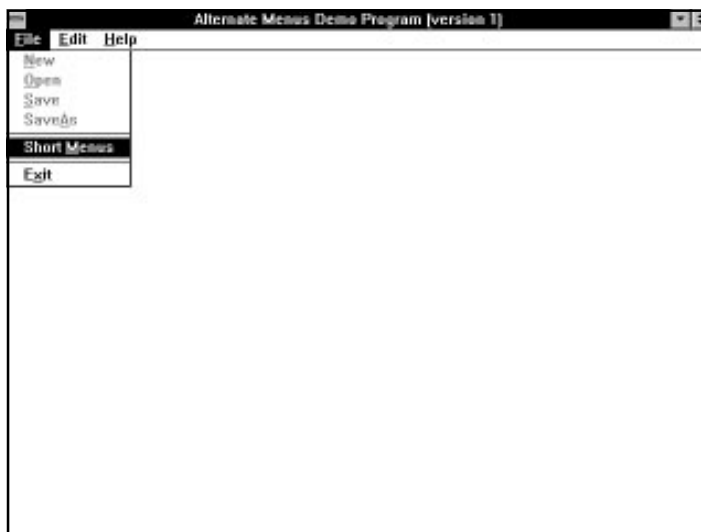 Alternate Menus Demo Program (version 1)
File Edit Help
New
Open
Save
SaveAs
Short Menus
Exit